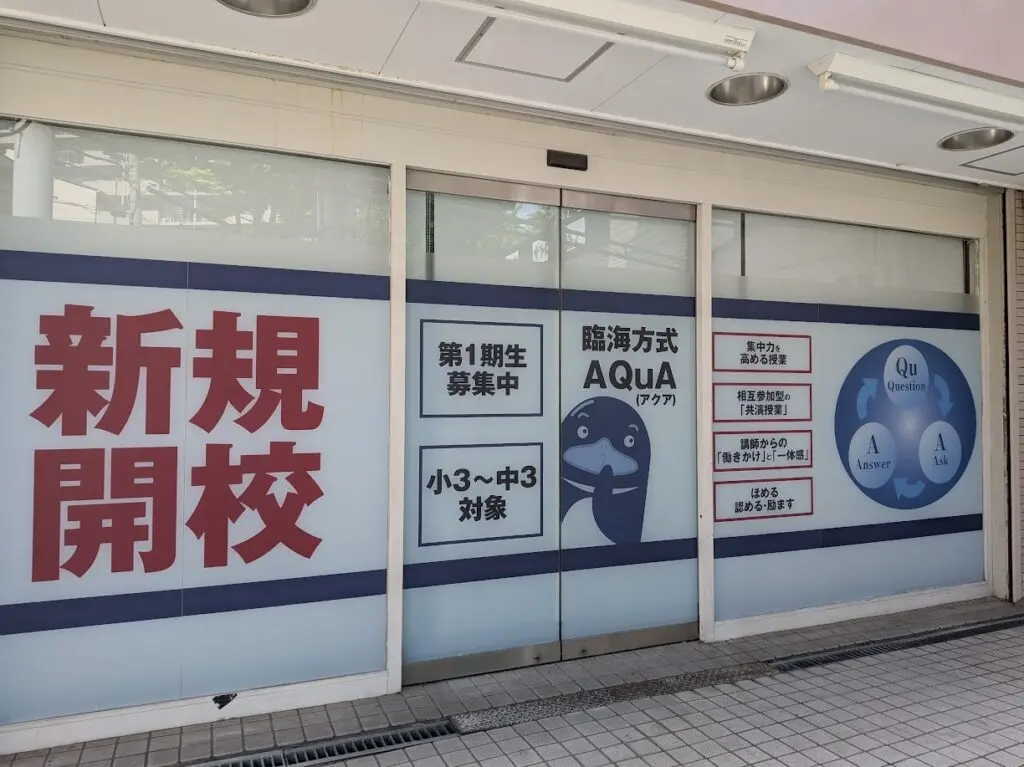 新規
開校
第1期生
募集中
小3～中3
対象
臨海方式
AQuA
(アクア)
集中力を
高める授業
相互参加型の
「共演授業」
講師からの
「働きかけ」と「一体感」
ほめる
認める・励ます
Qu
Question
A
Answer
A
Ask